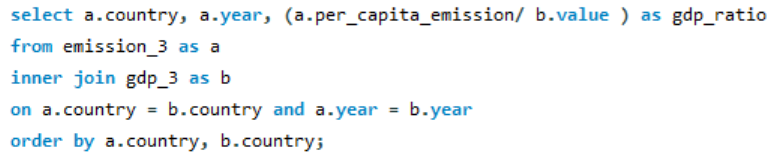 select a.country, a.year, (a.per_capita_emission/ b.value ) as gdp_ratio
from emission_3 as a
inner join gdp_3 as b
on a.country = b.country and a.year = b.year
order by a.country, b.country;